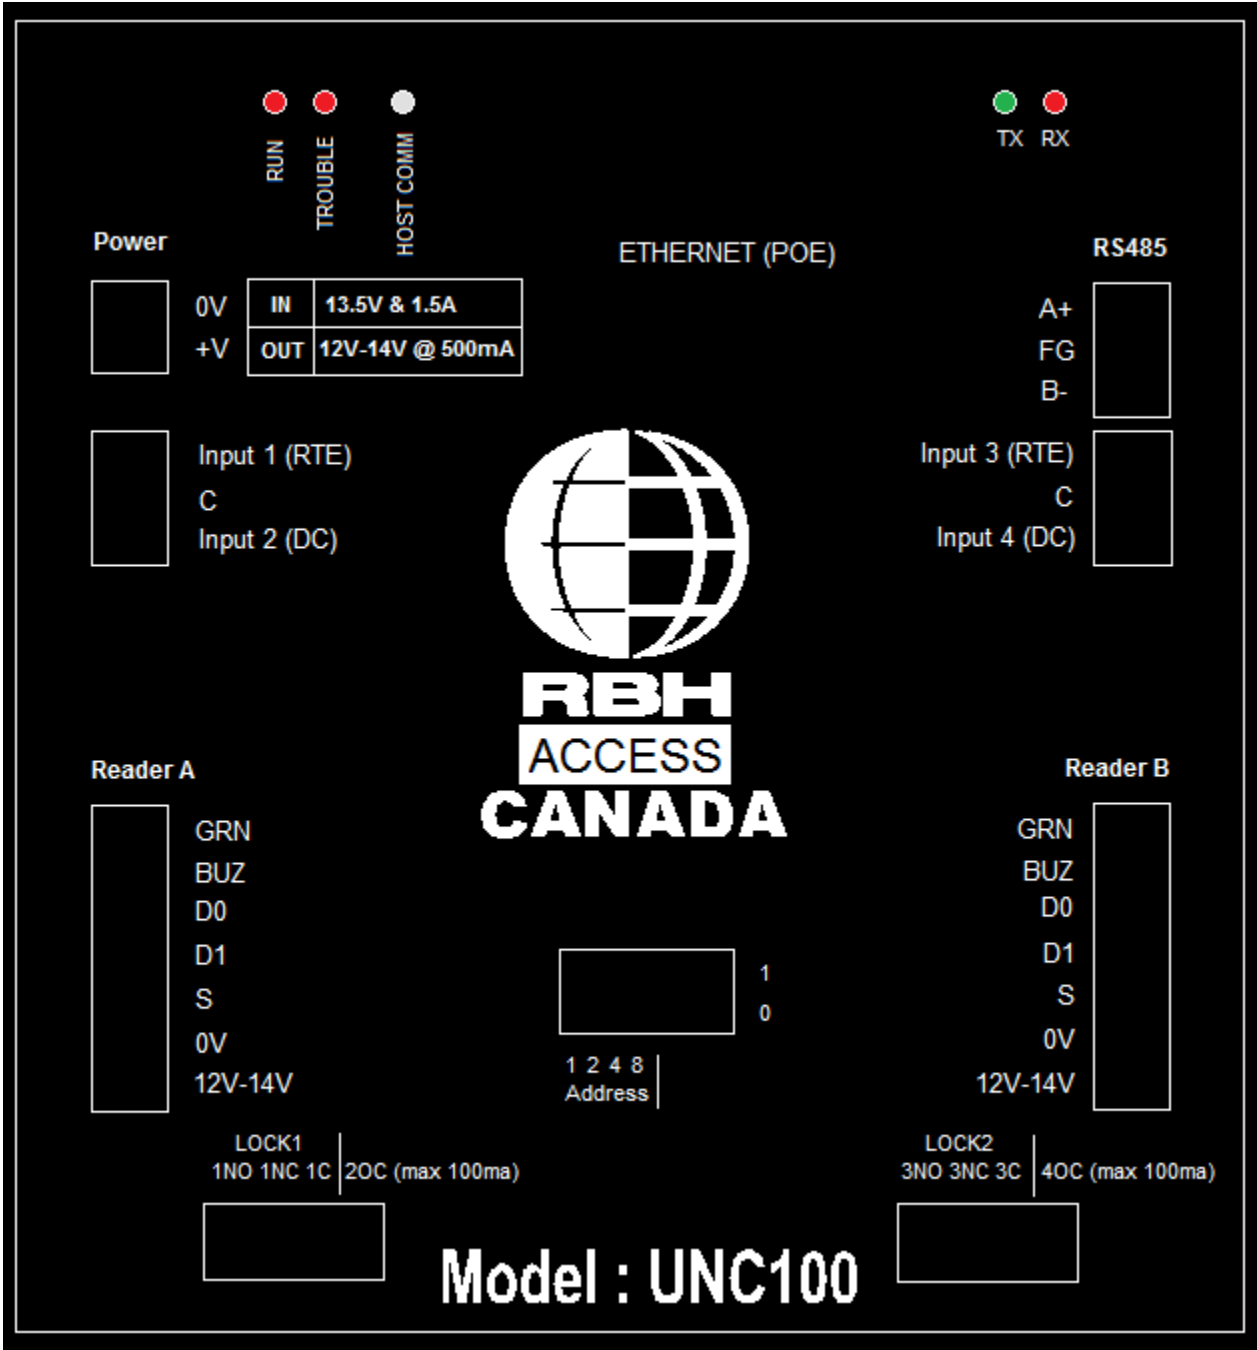 RUN
TROUBLE
HOST COMM
TX RX
Power
ETHERNET (POE)
RS485
0V
IN 13.5V & 1.5A
+V
OUT 12V-14V @ 500mA
A+
FG
B-
Input 1 (RTE)
C
Input 2 (DC)
Input 3 (RTE)
C
Input 4 (DC)
RBH
ACCESS
CANADA
Reader A
GRN
BUZ
D0
D1
S
0V
12V-14V
Reader B
GRN
BUZ
D0
D1
S
0V
12V-14V
1
0
1 2 4 8
Address
LOCK1
1NO 1NC 1C 2OC (max 100ma)
LOCK2
3NO 3NC 3C 4OC (max 100ma)
Model : UNC100